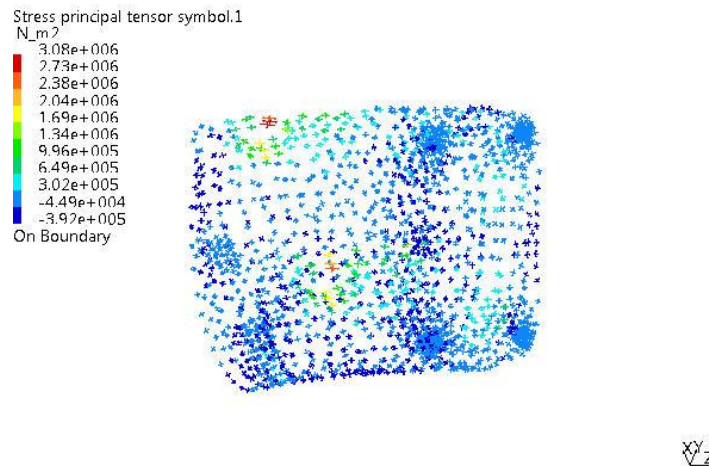 Stress principal tensor symbol.1
N_m2
3.08e+006
2.73e+006
2.38e+006
2.04e+006
1.69e+006
1.34e+006
9.96e+005
6.49e+005
3.02e+005
-4.49e+004
-3.92e+005
On Boundary
XY
Z